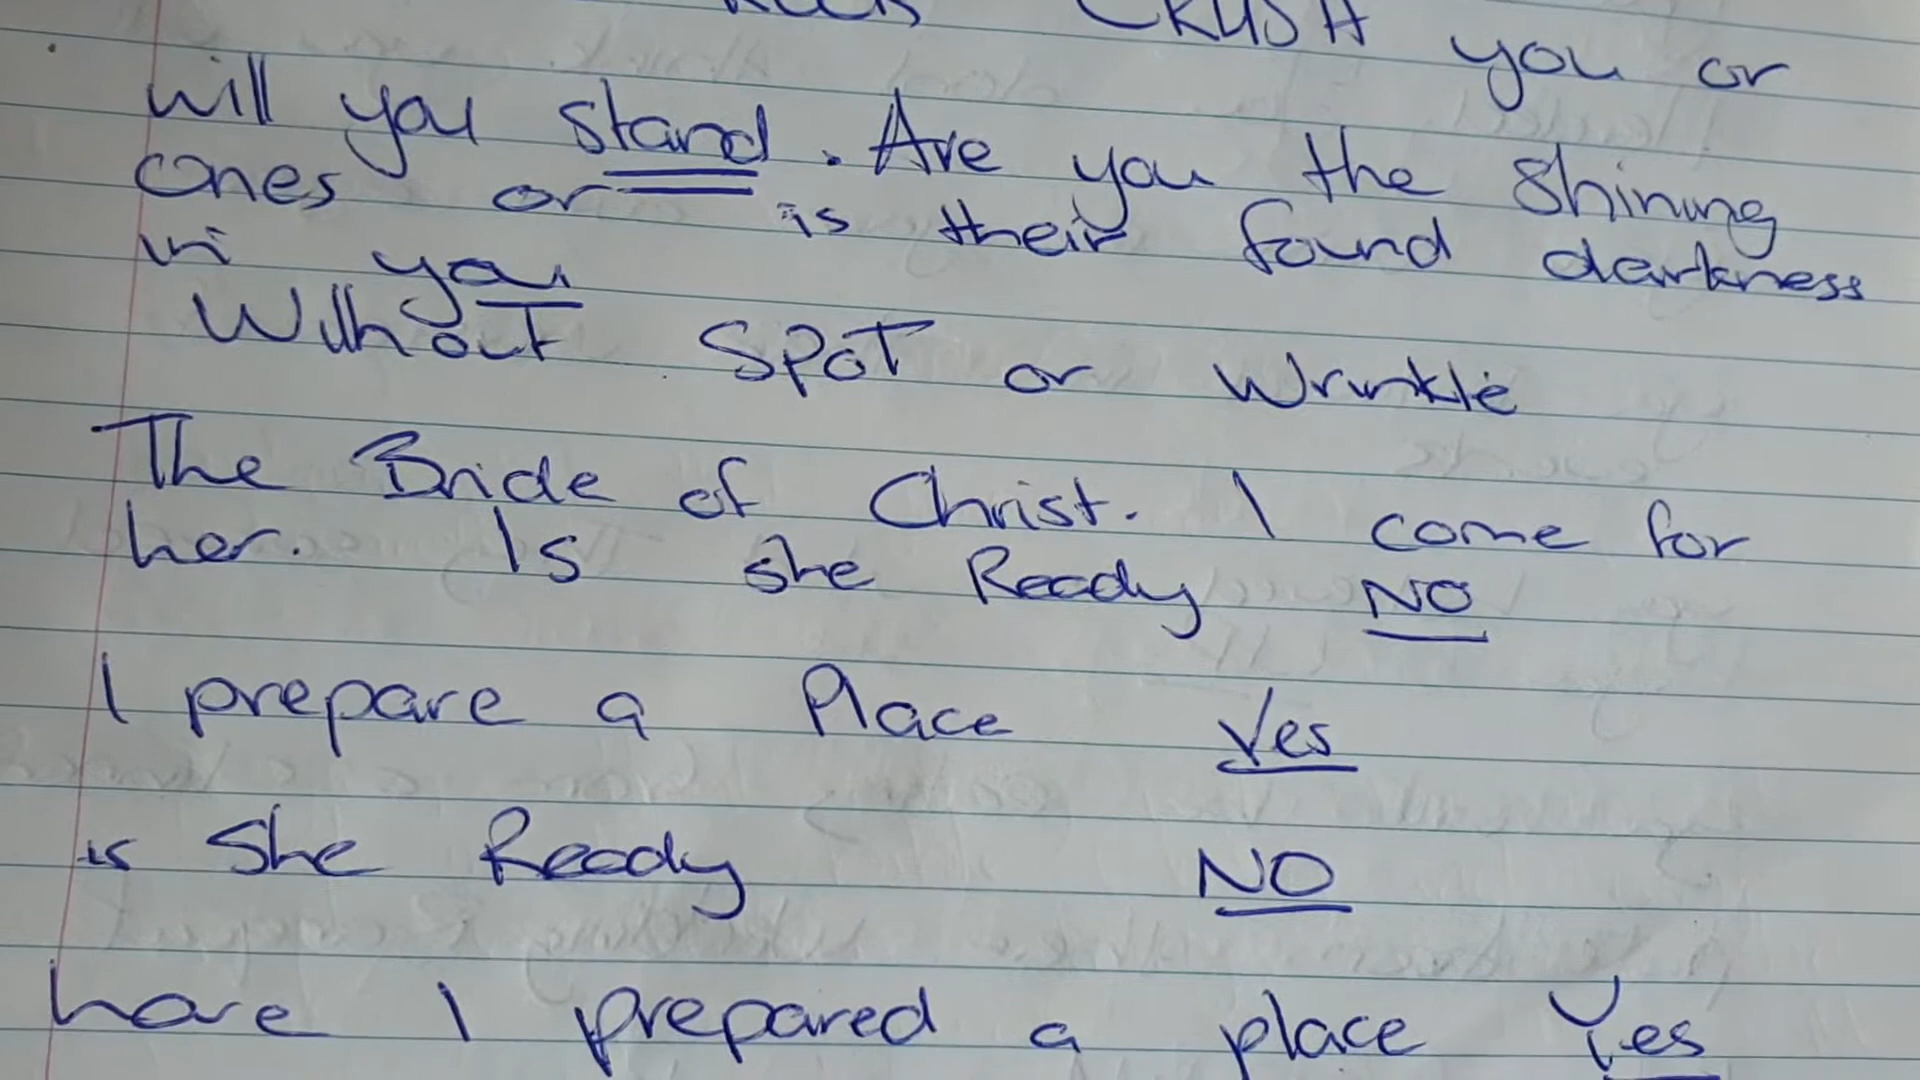 CRUSH you or
will you stand. Are you the Shining
ones or is their found darkness
in you
Without SPOT or Wrinkle
The Bride of Christ. I come for
her. Is she Ready NO
I prepare a Place Yes
is She Ready NO
have I prepared a place Yes